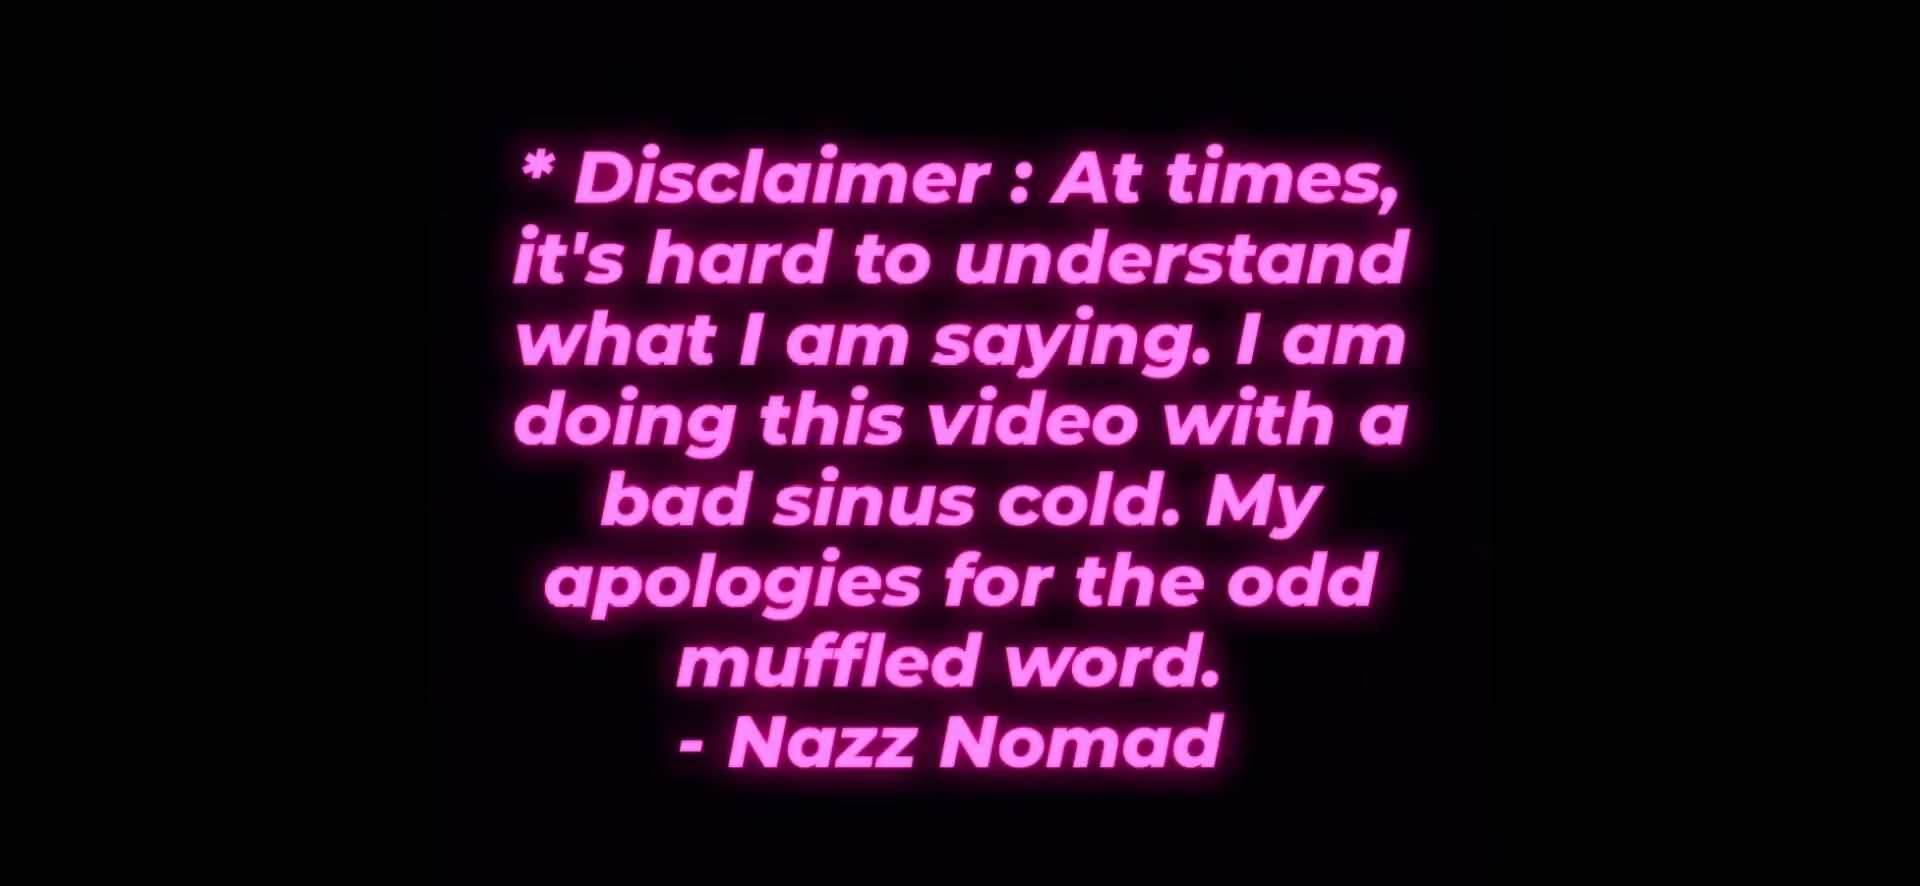 * Disclaimer : At times,
it's hard to understand
what I am saying. I am
doing this video with a
bad sinus cold. My
apologies for the odd
muffled word.
- Nazz Nomad